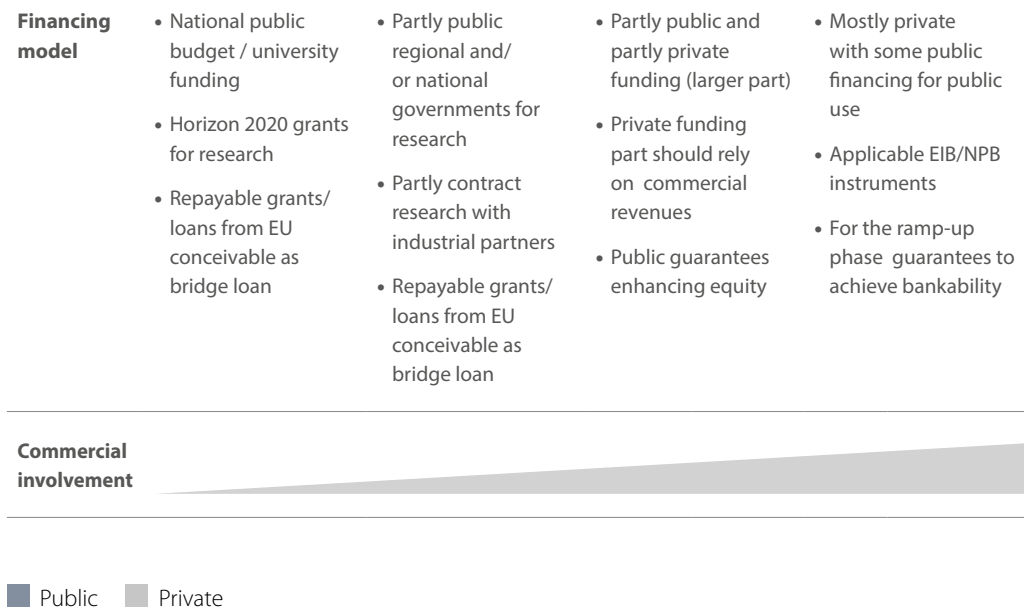 Financing
model
• National public
budget / university
funding
• Horizon 2020 grants
for research
• Repayable grants/
loans from EU
conceivable as
bridge loan
• Partly public
regional and/
or national
governments for
research
• Partly contract
research with
industrial partners
• Repayable grants/
loans from EU
conceivable as
bridge loan
• Partly public and
partly private
funding (larger part)
• Private funding
part should rely
on commercial
revenues
• Public guarantees
enhancing equity
• Mostly private
with some public
financing for public
use
• Applicable EIB/NPB
instruments
• For the ramp-up
phase guarantees to
achieve bankability
Commercial
involvement
Public
Private